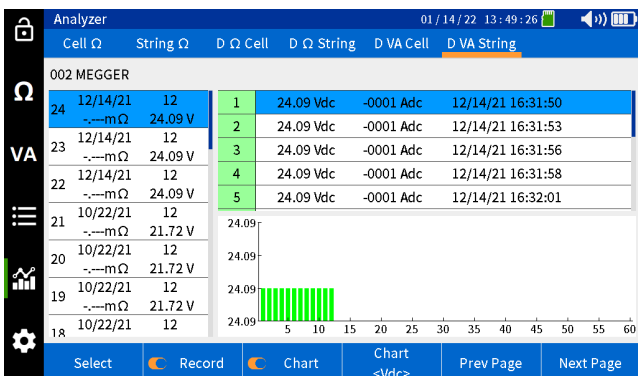 Analyzer 01/14/22 13:49:26
Cell Ω String Ω D Ω Cell D Ω String D VA Cell D VA String
002 MEGGER
Ω
VA
24 12/14/21 12
-.---mΩ 24.09 V
23 12/14/21 12
-.---mΩ 24.09 V
22 12/14/21 12
-.---mΩ 24.09 V
21 10/22/21 12
-.---mΩ 21.72 V
20 10/22/21 12
-.---mΩ 21.72 V
19 10/22/21 12
-.---mΩ 21.72 V
18 10/22/21 12
1 24.09 Vdc -0001 Adc 12/14/21 16:31:50
2 24.09 Vdc -0001 Adc 12/14/21 16:31:53
3 24.09 Vdc -0001 Adc 12/14/21 16:31:56
4 24.09 Vdc -0001 Adc 12/14/21 16:31:58
5 24.09 Vdc -0001 Adc 12/14/21 16:32:01
24.09
24.09
24.09
24.09
5 10 15 20 25 30 35 40 45 50 55 60
Select Record Chart Chart <Vdc> Prev Page Next Page